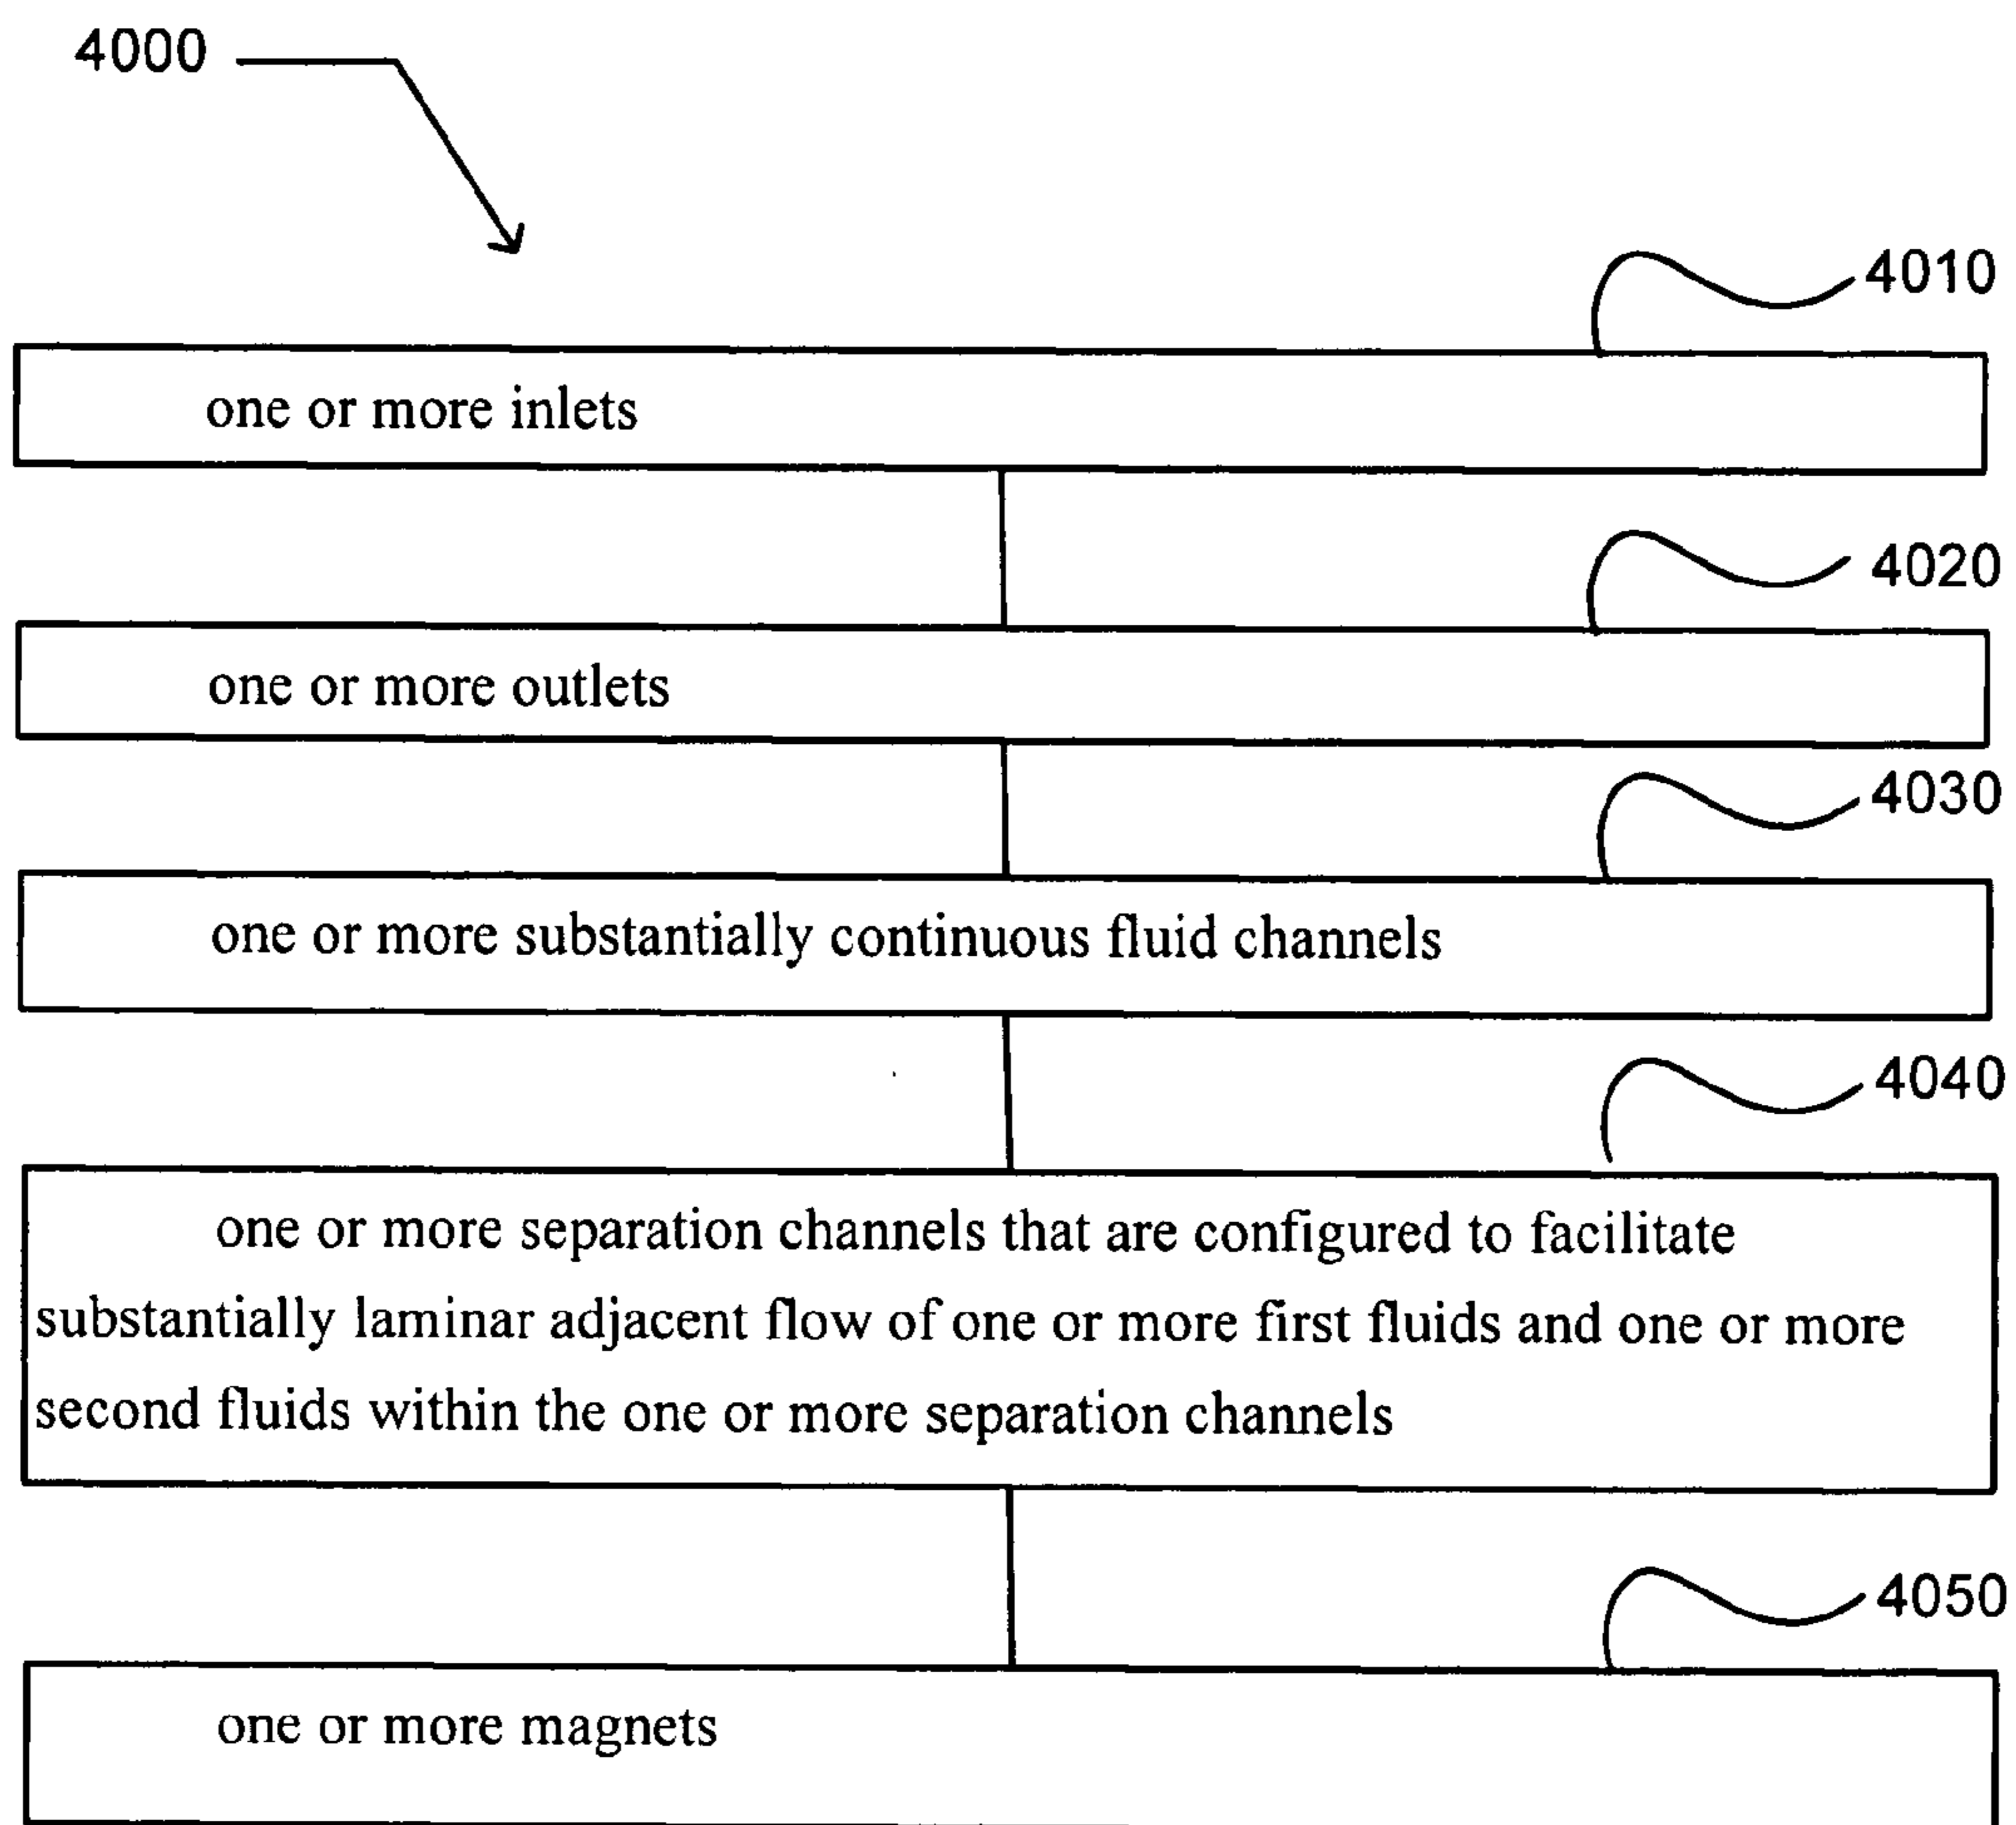 4000
4010
one or more inlets
4020
one or more outlets
4030
one or more substantially continuous fluid channels
4040
one or more separation channels that are configured to facilitate
substantially laminar adjacent flow of one or more first fluids and one or more
second fluids within the one or more separation channels
4050
one or more magnets